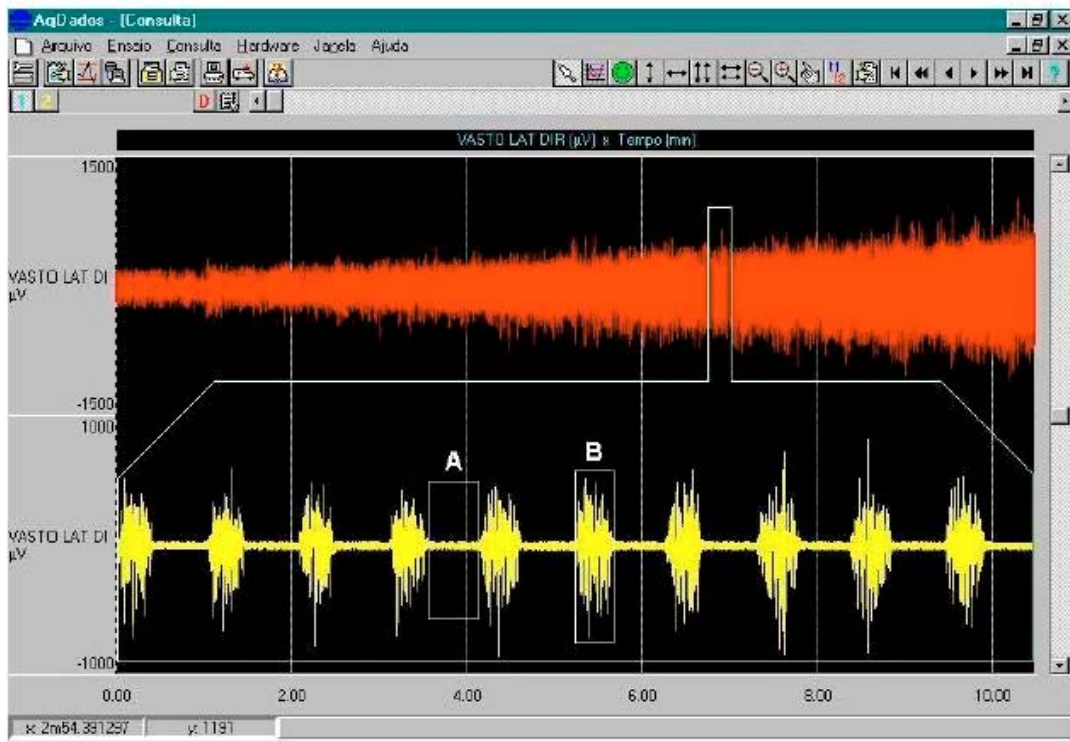 AqDados - [Consulta]
Arquivo Ensaio Consulta Hardware Janela Ajuda
1 2 D
VASTO LAT DIR (µV) x Tempo (min)
1500
VASTO LAT DI
µV
-1500
1000
A B
VASTO LAT DI
µV
-1000
0.00 2.00 4.00 6.00 8.00 10.00
x: 2m54.391297 y: 1191